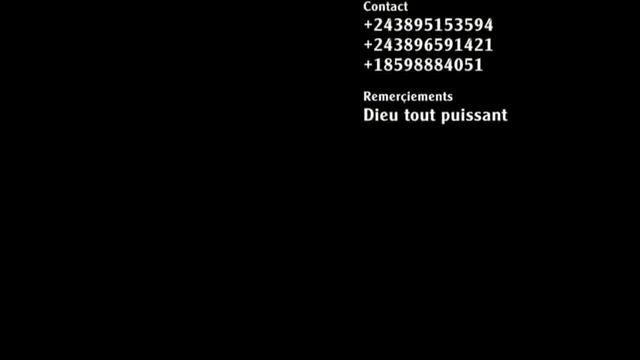 Contact
+243895153594
+243896591421
+18598884051
Remerçiements
Dieu tout puissant